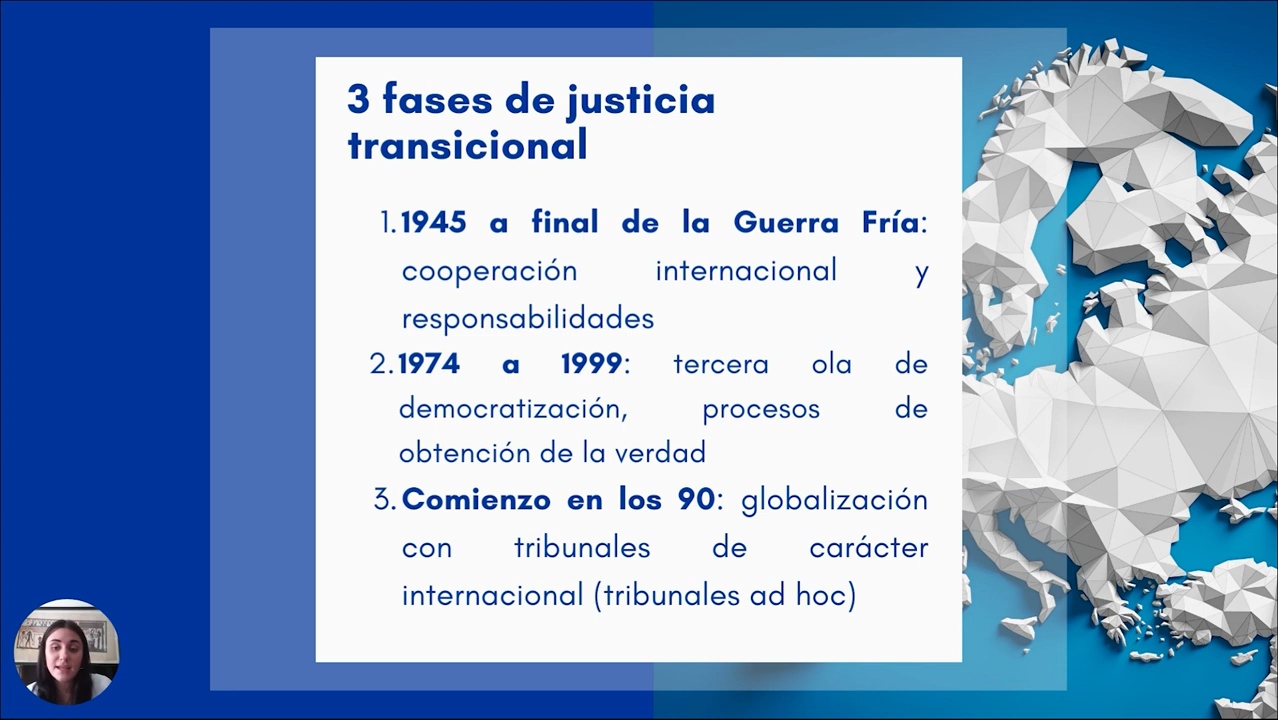 3 fases de justicia
transicional
1. 1945 a final de la Guerra Fría:
cooperación internacional y
responsabilidades
2. 1974 a 1999: tercera ola de
democratización, procesos de
obtención de la verdad
3. Comienzo en los 90: globalización
con tribunales de carácter
internacional (tribunales ad hoc)